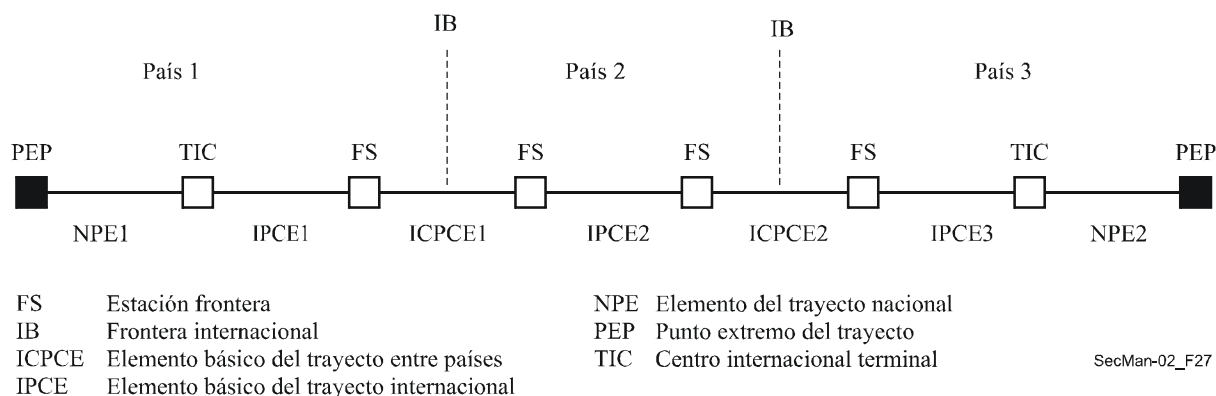 IB IB
País 1 País 2 País 3
PEP TIC FS FS FS FS TIC PEP
NPE1 IPCE1 ICPCE1 IPCE2 ICPCE2 IPCE3 NPE2
FS Estación frontera
IB Frontera internacional
ICPCE Elemento básico del trayecto entre países
IPCE Elemento básico del trayecto internacional
NPE Elemento del trayecto nacional
PEP Punto extremo del trayecto
TIC Centro internacional terminal
SecMan-02_F27